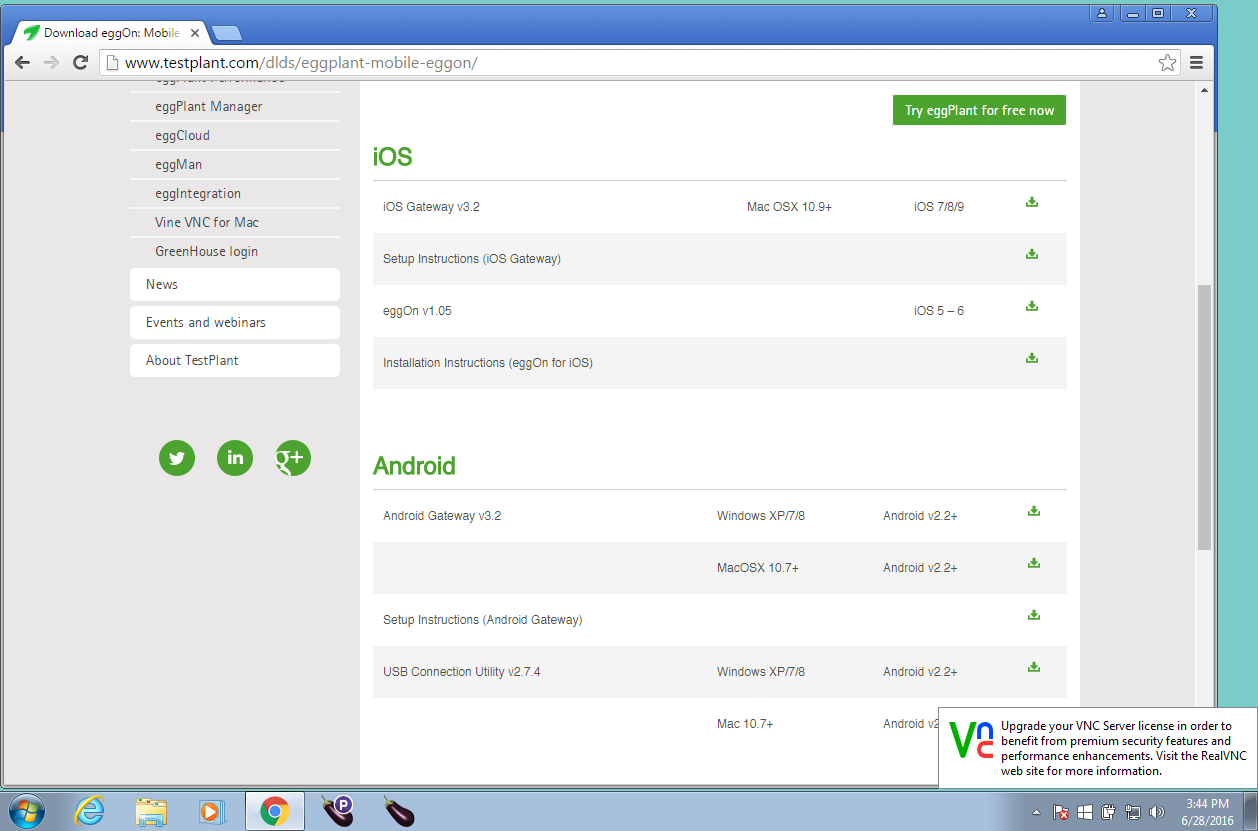 Download eggOn: Mobile
www.testplant.com/dlds/eggplant-mobile-eggon/
eggPlant Performance
eggPlant Manager
eggCloud
eggMan
eggIntegration
Vine VNC for Mac
GreenHouse login
News
Events and webinars
About TestPlant
in
g+
Try eggPlant for free now
iOS
iOS Gateway v3.2 Mac OSX 10.9+ iOS 7/8/9
Setup Instructions (iOS Gateway)
eggOn v1.05 iOS 5 – 6
Installation Instructions (eggOn for iOS)
Android
Android Gateway v3.2 Windows XP/7/8 Android v2.2+
MacOSX 10.7+ Android v2.2+
Setup Instructions (Android Gateway)
USB Connection Utility v2.7.4 Windows XP/7/8 Android v2.2+
Mac 10.7+ Android v2
Vnc
Upgrade your VNC Server license in order to
benefit from premium security features and
performance enhancements. Visit the RealVNC
web site for more information.
P
3:44 PM
6/28/2016